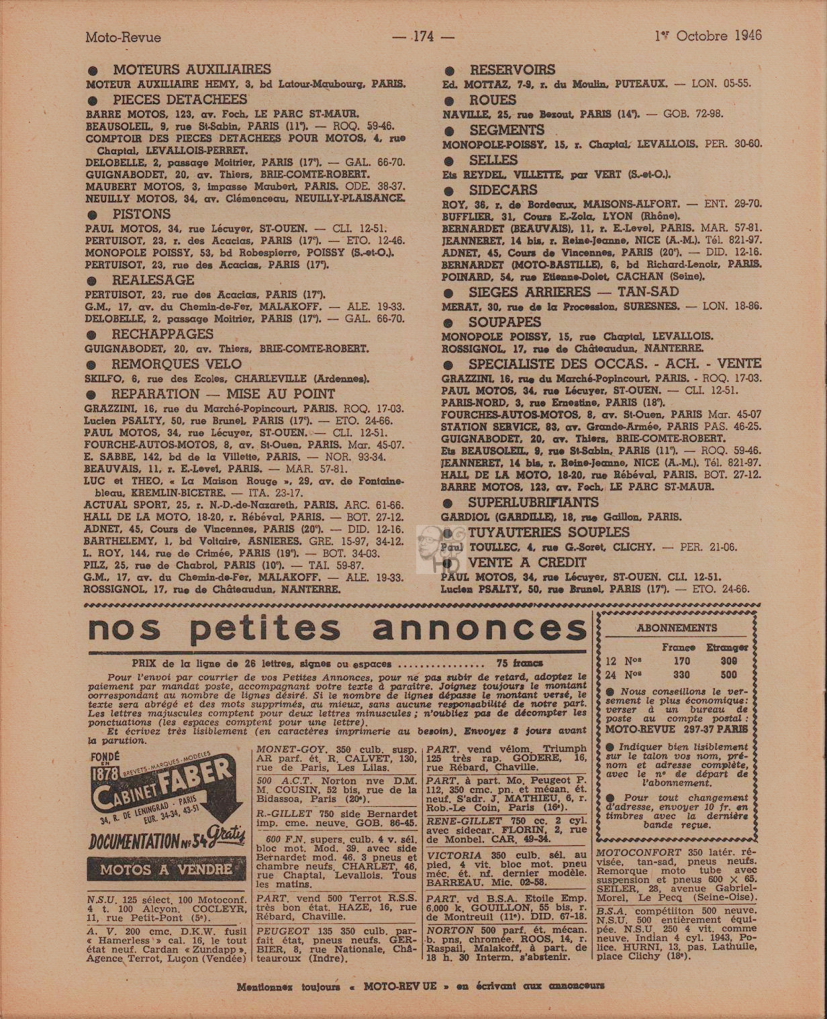 Moto-Revue
— 174 —
1er Octobre 1946
● MOTEURS AUXILIAIRES
MOTEUR AUXILIAIRE HEMY, 3, bd Latour-Maubourg, PARIS.
● PIECES DETACHEES
BARRE MOTOS, 123, av. Foch, LE PARC ST-MAUR.
BEAUSOLEIL, 9, rue St-Sabin, PARIS (11e). — ROQ. 59-46.
COMPTOIR DES PIECES DETACHEES POUR MOTOS, 4, rue
Chaptal, LEVALLOIS-PERRET.
DELOBELLE, 2, passage Moitrier, PARIS (17e). — GAL. 66-70.
GUIGNABODET, 20, av. Thiers, BRIE-COMTE-ROBERT.
MAUBERT MOTOS, 3, impasse Maubert, PARIS. ODE. 38-37.
NEUILLY MOTOS, 34, av. Clémenceau, NEUILLY-PLAISANCE.
● PISTONS
PAUL MOTOS, 34, rue Lécuyer, ST-OUEN. — CLI. 12-51.
PERTUISOT, 23, r. des Acacias, PARIS (17e). — ETO. 12-46.
MONOPOLE POISSY, 53, bd Robespierre, POISSY (S.-et-O.).
PERTUISOT, 23, rue des Acacias, PARIS (17e).
● REALESAGE
PERTUISOT, 23, rue des Acacias, PARIS (17e).
G.M., 17, av. du Chemin-de-Fer, MALAKOFF. — ALE. 19-33.
DELOBELLE, 2, passage Moitrier, PARIS (17e). — GAL. 66-70.
● RECHAPPAGES
GUIGNABODET, 20, av. Thiers, BRIE-COMTE-ROBERT.
● REMORQUES VELO
SKILFO, 6, rue des Ecoles, CHARLEVILLE (Ardennes).
● REPARATION — MISE AU POINT
GRAZZINI, 16, rue du Marché-Popincourt, PARIS. ROQ. 17-03.
Lucien PSALTY, 50, rue Brunel, PARIS (17e). — ETO. 24-66.
PAUL MOTOS, 34, rue Lécuyer, ST-OUEN. — CLI. 12-51.
FOURCHE-AUTOS-MOTOS, 8, av. St-Ouen, PARIS. Mar. 45-07.
E. SABBE, 142, bd de la Villette, PARIS. — NOR. 93-34.
BEAUVAIS, 11, r. E.-Level, PARIS. — MAR. 57-81.
LUC et THEO, « La Maison Rouge », 29, av. de Fontaine-
bleau, KREMLIN-BICETRE. — ITA. 23-17.
ACTUAL SPORT, 25, r. N.-D.-de-Nazareth, PARIS. ARC. 61-66.
HALL DE LA MOTO, 18-20, r. Rébéval, PARIS. — BOT. 27-12.
ADNET, 45, Cours de Vincennes, PARIS (20e). — DID. 12-16.
BARTHELEMY, 1, bd Voltaire, ASNIERES. GRE. 15-97, 34-12.
L. ROY, 144, rue de Crimée, PARIS (19e). — BOT. 34-03.
PILZ, 25, rue de Chabrol, PARIS (10e). — TAI. 59-87.
G.M., 17, av. du Chemin-de-Fer, MALAKOFF. — ALE. 19-33.
ROSSIGNOL, 17, rue de Châteaudun, NANTERRE.
● RESERVOIRS
Ed. MOTTAZ, 7-9, r. du Moulin, PUTEAUX. — LON. 05-55.
● ROUES
NAVILLE, 25, rue Bezout, PARIS (14e). — GOB. 72-98.
● SEGMENTS
MONOPOLE-POISSY, 15, r. Chaptal, LEVALLOIS, PER. 30-60.
● SELLES
Ets REYDEL, VILLETTE, par VERT (S.-et-O.).
● SIDECARS
ROY, 36, r. de Bordeaux, MAISONS-ALFORT. — ENT. 29-70.
BUFFLIER, 31, Cours E.-Zola, LYON (Rhône).
BERNARDET (BEAUVAIS), 11, r. E.-Level, PARIS. MAR. 57-81.
JEANNERET, 14 bis, r. Reine-Jeanne, NICE (A.-M.). Tél. 821-97.
ADNET, 45, Cours de Vincennes, PARIS (20e). — DID. 12-16.
BERNARDET (MOTO-BASTILLE), 6, bd Richard-Lenoir, PARIS.
POINARD, 54, rue Etienne-Dolet, CACHAN (Seine).
● SIEGES ARRIERES — TAN-SAD
MERAT, 30, rue de la Procession, SURESNES. — LON. 18-86.
● SOUPAPES
MONOPOLE POISSY, 15, rue Chaptal, LEVALLOIS.
ROSSIGNOL, 17, rue de Châteaudun, NANTERRE.
● SPECIALISTE DES OCCAS. - ACH. - VENTE
GRAZZINI, 16, rue du Marché-Popincourt, PARIS. - ROQ. 17-03.
PAUL MOTOS, 34, rue Lécuyer, ST-OUEN. — CLI. 12-51.
PARIS-NORD, 3, rue Ernestine, PARIS (18e).
FOURCHES-AUTOS-MOTOS, 8, av. St-Ouen, PARIS Mar. 45-07
STATION SERVICE, 83, av. Grande-Armée, PARIS PAS. 46-25.
GUIGNABODET, 20, av. Thiers, BRIE-COMTE-ROBERT.
Ets BEAUSOLEIL, 9, rue St-Sabin, PARIS (11e). — ROQ. 59-46.
JEANNERET, 14 bis, r. Reine-Jeanne, NICE (A.-M.). Tél. 821-97.
HALL DE LA MOTO, 18-20, rue Rébéval, PARIS. BOT. 27-12.
BARRE MOTOS, 123, av. Foch, LE PARC ST-MAUR.
● SUPERLUBRIFIANTS
GARDIOL (GARDILLE), 18, rue Gaillon, PARIS.
● TUYAUTERIES SOUPLES
Paul TOULLEC, 4, rue G.-Soret, CLICHY. — PER. 21-06.
● VENTE A CREDIT
PAUL MOTOS, 34, rue Lécuyer, ST-OUEN. CLI. 12-51.
Lucien PSALTY, 50, rue Brunel, PARIS (17e). — ETO. 24-66.
nos petites annonces
PRIX de la ligne de 26 lettres, signes ou espaces ............... 75 francs
Pour l'envoi par courrier de vos Petites Annonces, pour ne pas subir de retard, adoptez le
paiement par mandat poste, accompagnant votre texte à paraître. Joignez toujours le montant
correspondant au nombre de lignes désiré. Si le nombre de lignes dépasse le montant versé, le
texte sera abrégé et des mots supprimés, au mieux, sans aucune responsabilité de notre part.
Les lettres majuscules comptent pour deux lettres minuscules ; n'oubliez pas de décompter les
ponctuations (les espaces comptent pour une lettre).
Et écrivez très lisiblement (en caractères imprimerie au besoin). Envoyez 8 jours avant
la parution.
FONDÉ
EN
1878
BREVETS-MARQUES-MODELES
CABINET FABER
34, R. DE LENINGRAD - PARIS
EUR. 34-34, 43-51
DOCUMENTATION No 54 Gratis
MOTOS A VENDRE
N.S.U. 125 sélect, 100 Motoconf.
4 t. 100 Alcyon, COCLEYR,
11, rue Petit-Pont (5e).
A. V. 200 cmc. D.K.W. fusil
« Hamerless » cal. 16, le tout
état neuf. Cardan « Zundapp »,
Agence Terrot, Luçon (Vendée)
MONET-GOY, 350 culb. susp.
AR parf. ét. R. CALVET, 130,
rue de Paris, Les Lilas.
500 A.C.T. Norton nve D.M.
M. COUSIN, 52 bis, rue de la
Bidassoa, Paris (20e).
R.-GILLET 750 side Bernardet
imp. cme. neuve. GOB. 86-45.
600 F.N. supers. culb. 4 v. sél.
bloc mot. Mod. 39, avec side
Bernardet mod. 46. 3 pneus et
chambre neufs. CHARLET, 46,
rue Chaptal, Levallois. Tous
les matins.
PART. vend 500 Terrot R.S.S.
très bon état. HAZE, 16, rue
Rébard, Chaville.
PEUGEOT 135 350 culb. par-
fait état, pneus neufs. GER-
BIER, 8, rue Nationale, Châ-
teauroux (Indre).
PART. vend vélom. Triumph
125 très rap. GODERE, 16,
rue Rébard, Chaville.
PART. à part. Mo. Peugeot P.
112, 350 cmc. pn. et mécan. ét.
neuf. S'adr. J. MATHIEU, 6, r.
Rob.-Le Coin, Paris (16e).
RENE-GILLET 750 cc. 2 cyl.
avec sidecar. FLORIN, 2, rue
de Monbel. CAR. 49-34.
VICTORIA 350 culb. sél. au
pied, 4 vit. bloc mot. pneu
méc. ét. nf. dernier modèle.
BARREAU. Mic. 02-58.
PART. vd B.S.A. Etoile Emp.
6.000 k. GOUILLON, 55 bis, r.
de Montreuil (11e). DID. 67-18.
NORTON 500 parf. ét. mécan.
b. pns, chromée. ROOS, 14, r.
Raspail, Malakoff, à part. de
18 h. 30 Interm. s'abstenir.
ABONNEMENTS
France Etranger
12 Nos 170 300
24 Nos 330 500
● Nous conseillons le ver-
sement le plus économique:
verser à un bureau de
poste au compte postal :
MOTO-REVUE 297-37 PARIS
● Indiquer bien lisiblement
sur le talon vos nom, pré-
nom et adresse complète,
avec le no de départ de
l'abonnement.
● Pour tout changement
d'adresse, envoyer 10 fr. en
timbres avec la dernière
bande reçue.
MOTOCONFORT 350 latér. ré-
visée, tan-sad, pneus neufs.
Remorque moto tube avec
suspension et pneus 600 × 65.
SEILER, 28, avenue Gabriel-
Morel, Le Pecq (Seine-Oise).
B.S.A. compétition 500 neuve.
N.S.U. 500 entièrement équi-
pée. N.S.U. 250 4 vit. comme
neuve. Indian 4 cyl. 1943, Po-
lice. HURNI, 13, pas. Lathuile,
place Clichy (18e).
Mentionnez toujours « MOTO-REVUE » en écrivant aux annonceurs